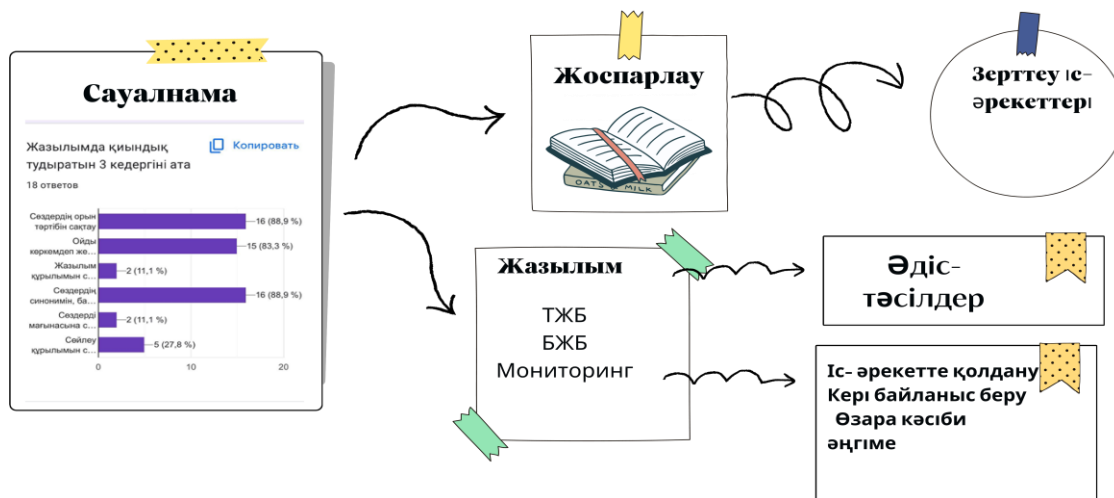 Сауалнама
Жазылымда қиындық
тудыратын 3 кедергіні ата
Копировать
18 ответов
Сөздердің орын
тәртібін сақтау
16 (88,9 %)
Ойды
көркемдеп же...
15 (83,3 %)
Жазылым
құрылымын с...
2 (11,1 %)
Сөздердің
синонимін, ба...
16 (88,9 %)
Сөздерді
мағынасына с...
2 (11,1 %)
Сөйлеу
құрылымын с...
5 (27,8 %)
0
10
20
Жоспарлау
OATS & MILK
Зерттеу іс-
әрекеттері
Жазылым
ТЖБ
БЖБ
Мониторинг
Әдіс-
тәсілдер
Іс- әрекетте қолдану
Кері байланыс беру
Өзара кәсіби
әңгіме